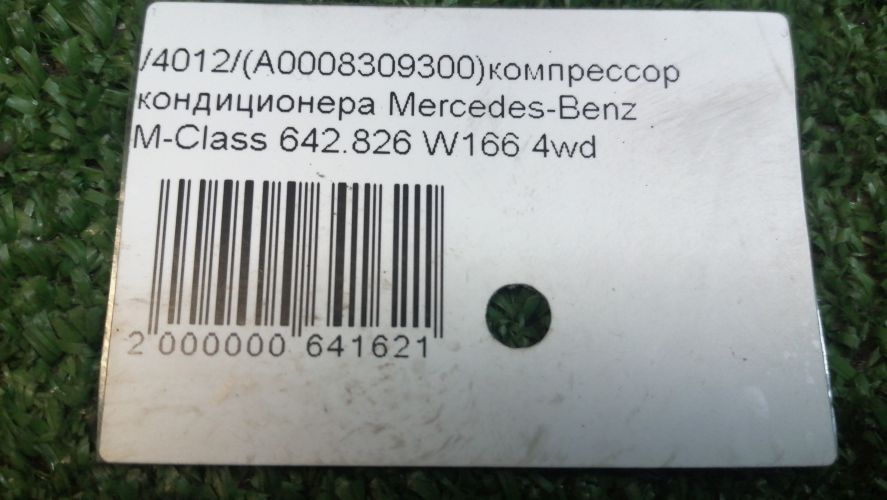 /4012/(A0008309300)компрессор
кондиционера Mercedes-Benz
M-Class 642.826 W166 4wd
2 000000 641621